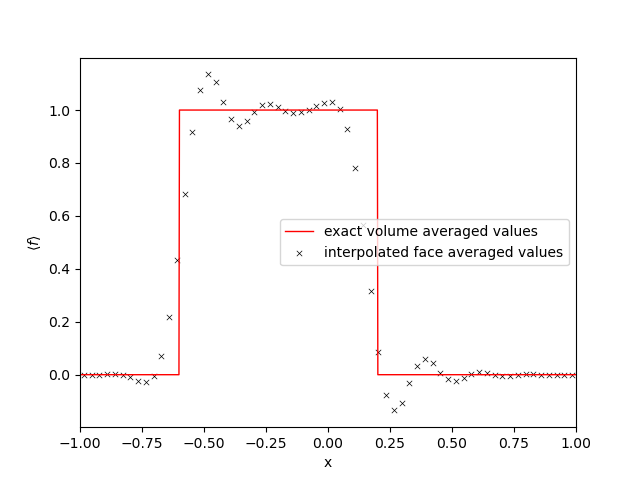 1.0
0.8
0.6
0.4
0.2
0.0
⟨f⟩
exact volume averaged values
interpolated face averaged values
−1.00 −0.75 −0.50 −0.25 0.00 0.25 0.50 0.75 1.00
x